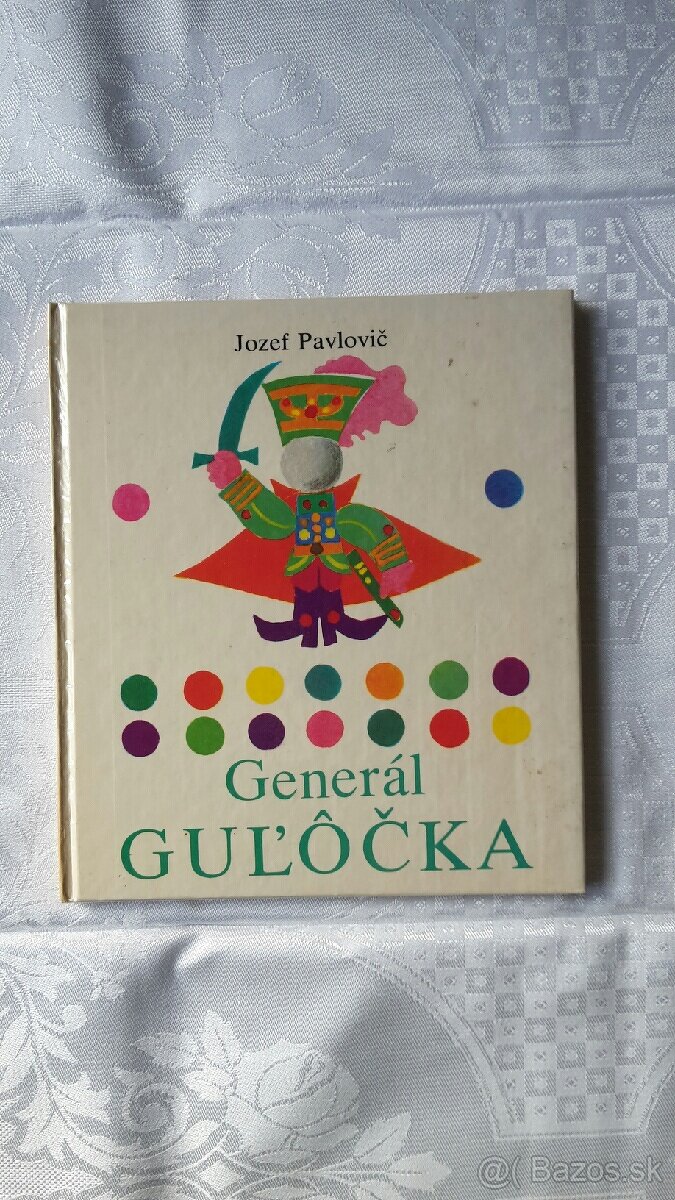 Jozef Pavlovič
Generál
GUĽÔČKA
@( Bazos.sk